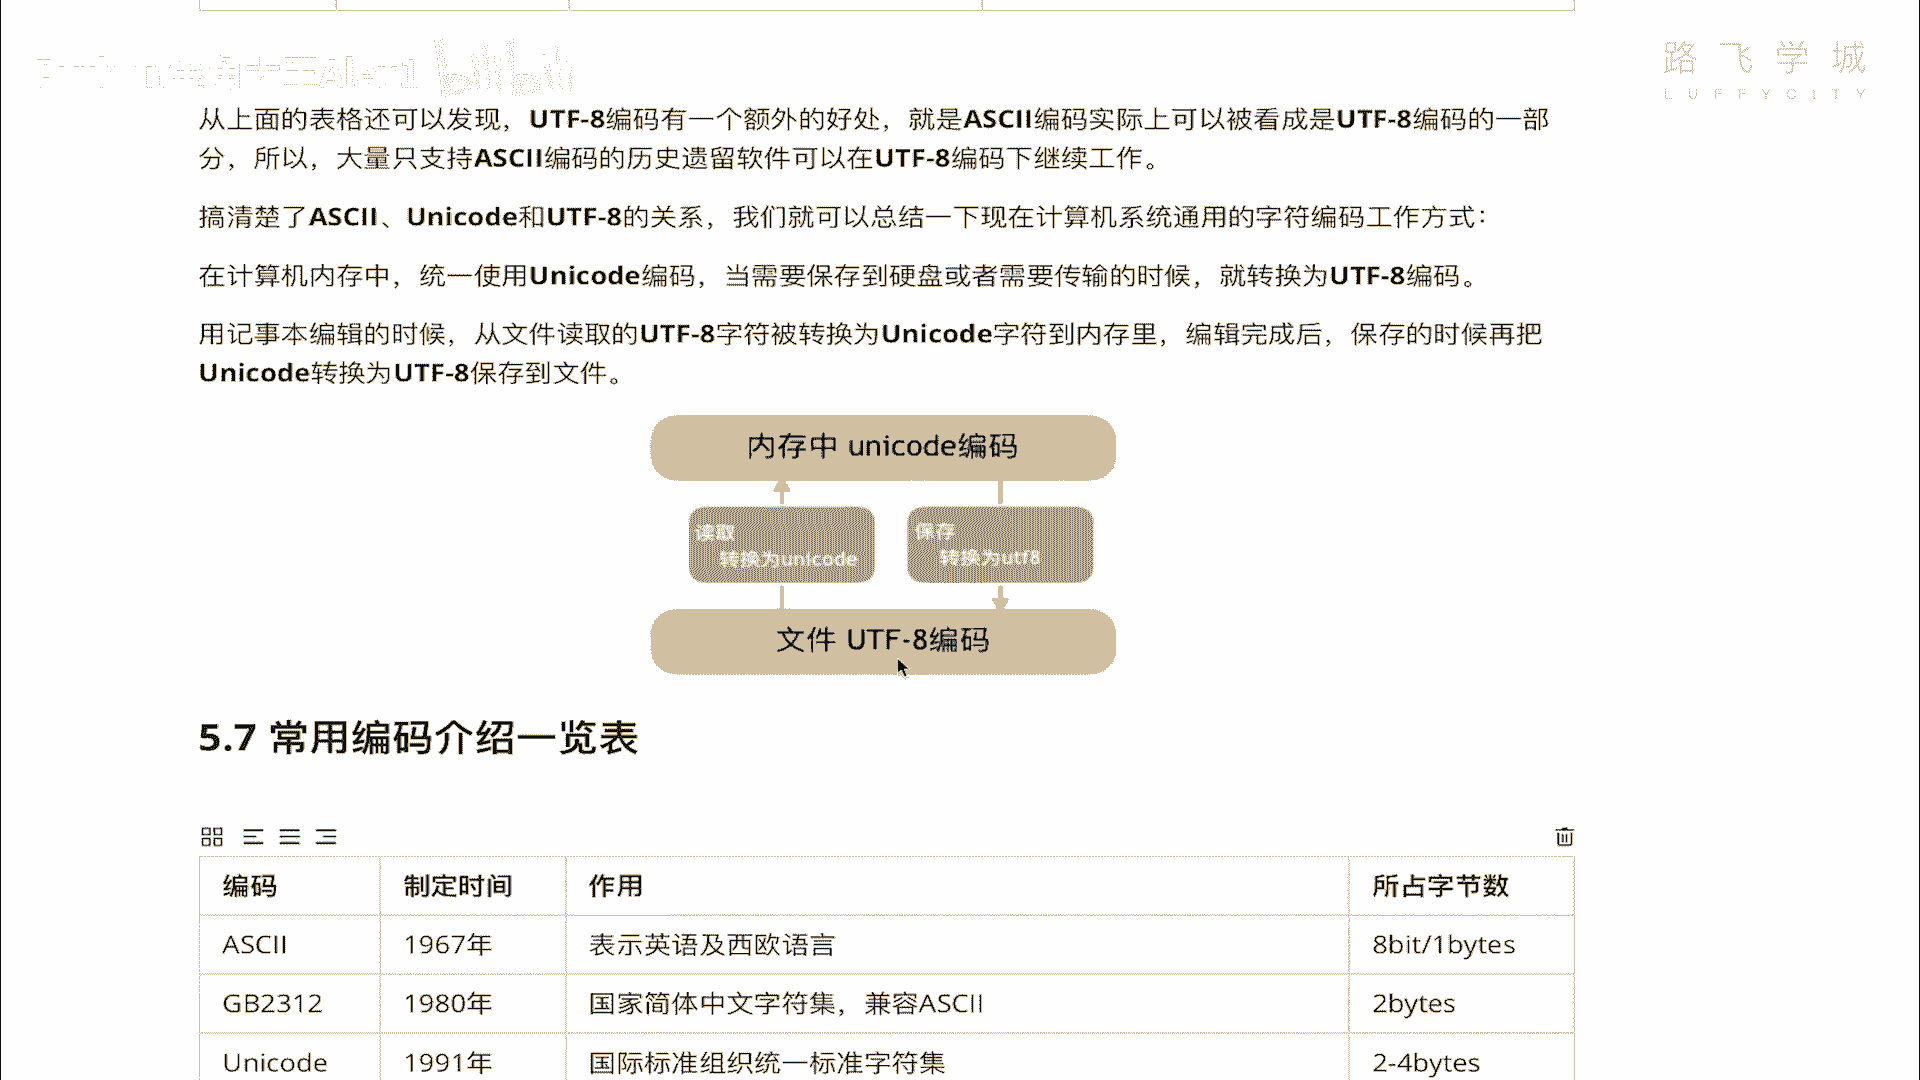 路飞学城
LUFFYCITY
从上面的表格还可以发现，UTF-8编码有一个额外的好处，就是ASCII编码实际上可以被看成是UTF-8编码的一部
分，所以，大量只支持ASCII编码的历史遗留软件可以在UTF-8编码下继续工作。
搞清楚了ASCII、Unicode和UTF-8的关系，我们就可以总结一下现在计算机系统通用的字符编码工作方式：
在计算机内存中，统一使用Unicode编码，当需要保存到硬盘或者需要传输的时候，就转换为UTF-8编码。
用记事本编辑的时候，从文件读取的UTF-8字符被转换为Unicode字符到内存里，编辑完成后，保存的时候再把
Unicode转换为UTF-8保存到文件。
内存中 unicode编码
读取
转换为unicode
保存
转换为utf8
文件 UTF-8编码
5.7 常用编码介绍一览表
编码 制定时间 作用 所占字节数
ASCII 1967年 表示英语及西欧语言 8bit/1bytes
GB2312 1980年 国家简体中文字符集，兼容ASCII 2bytes
Unicode 1991年 国际标准组织统一标准字符集 2-4bytes